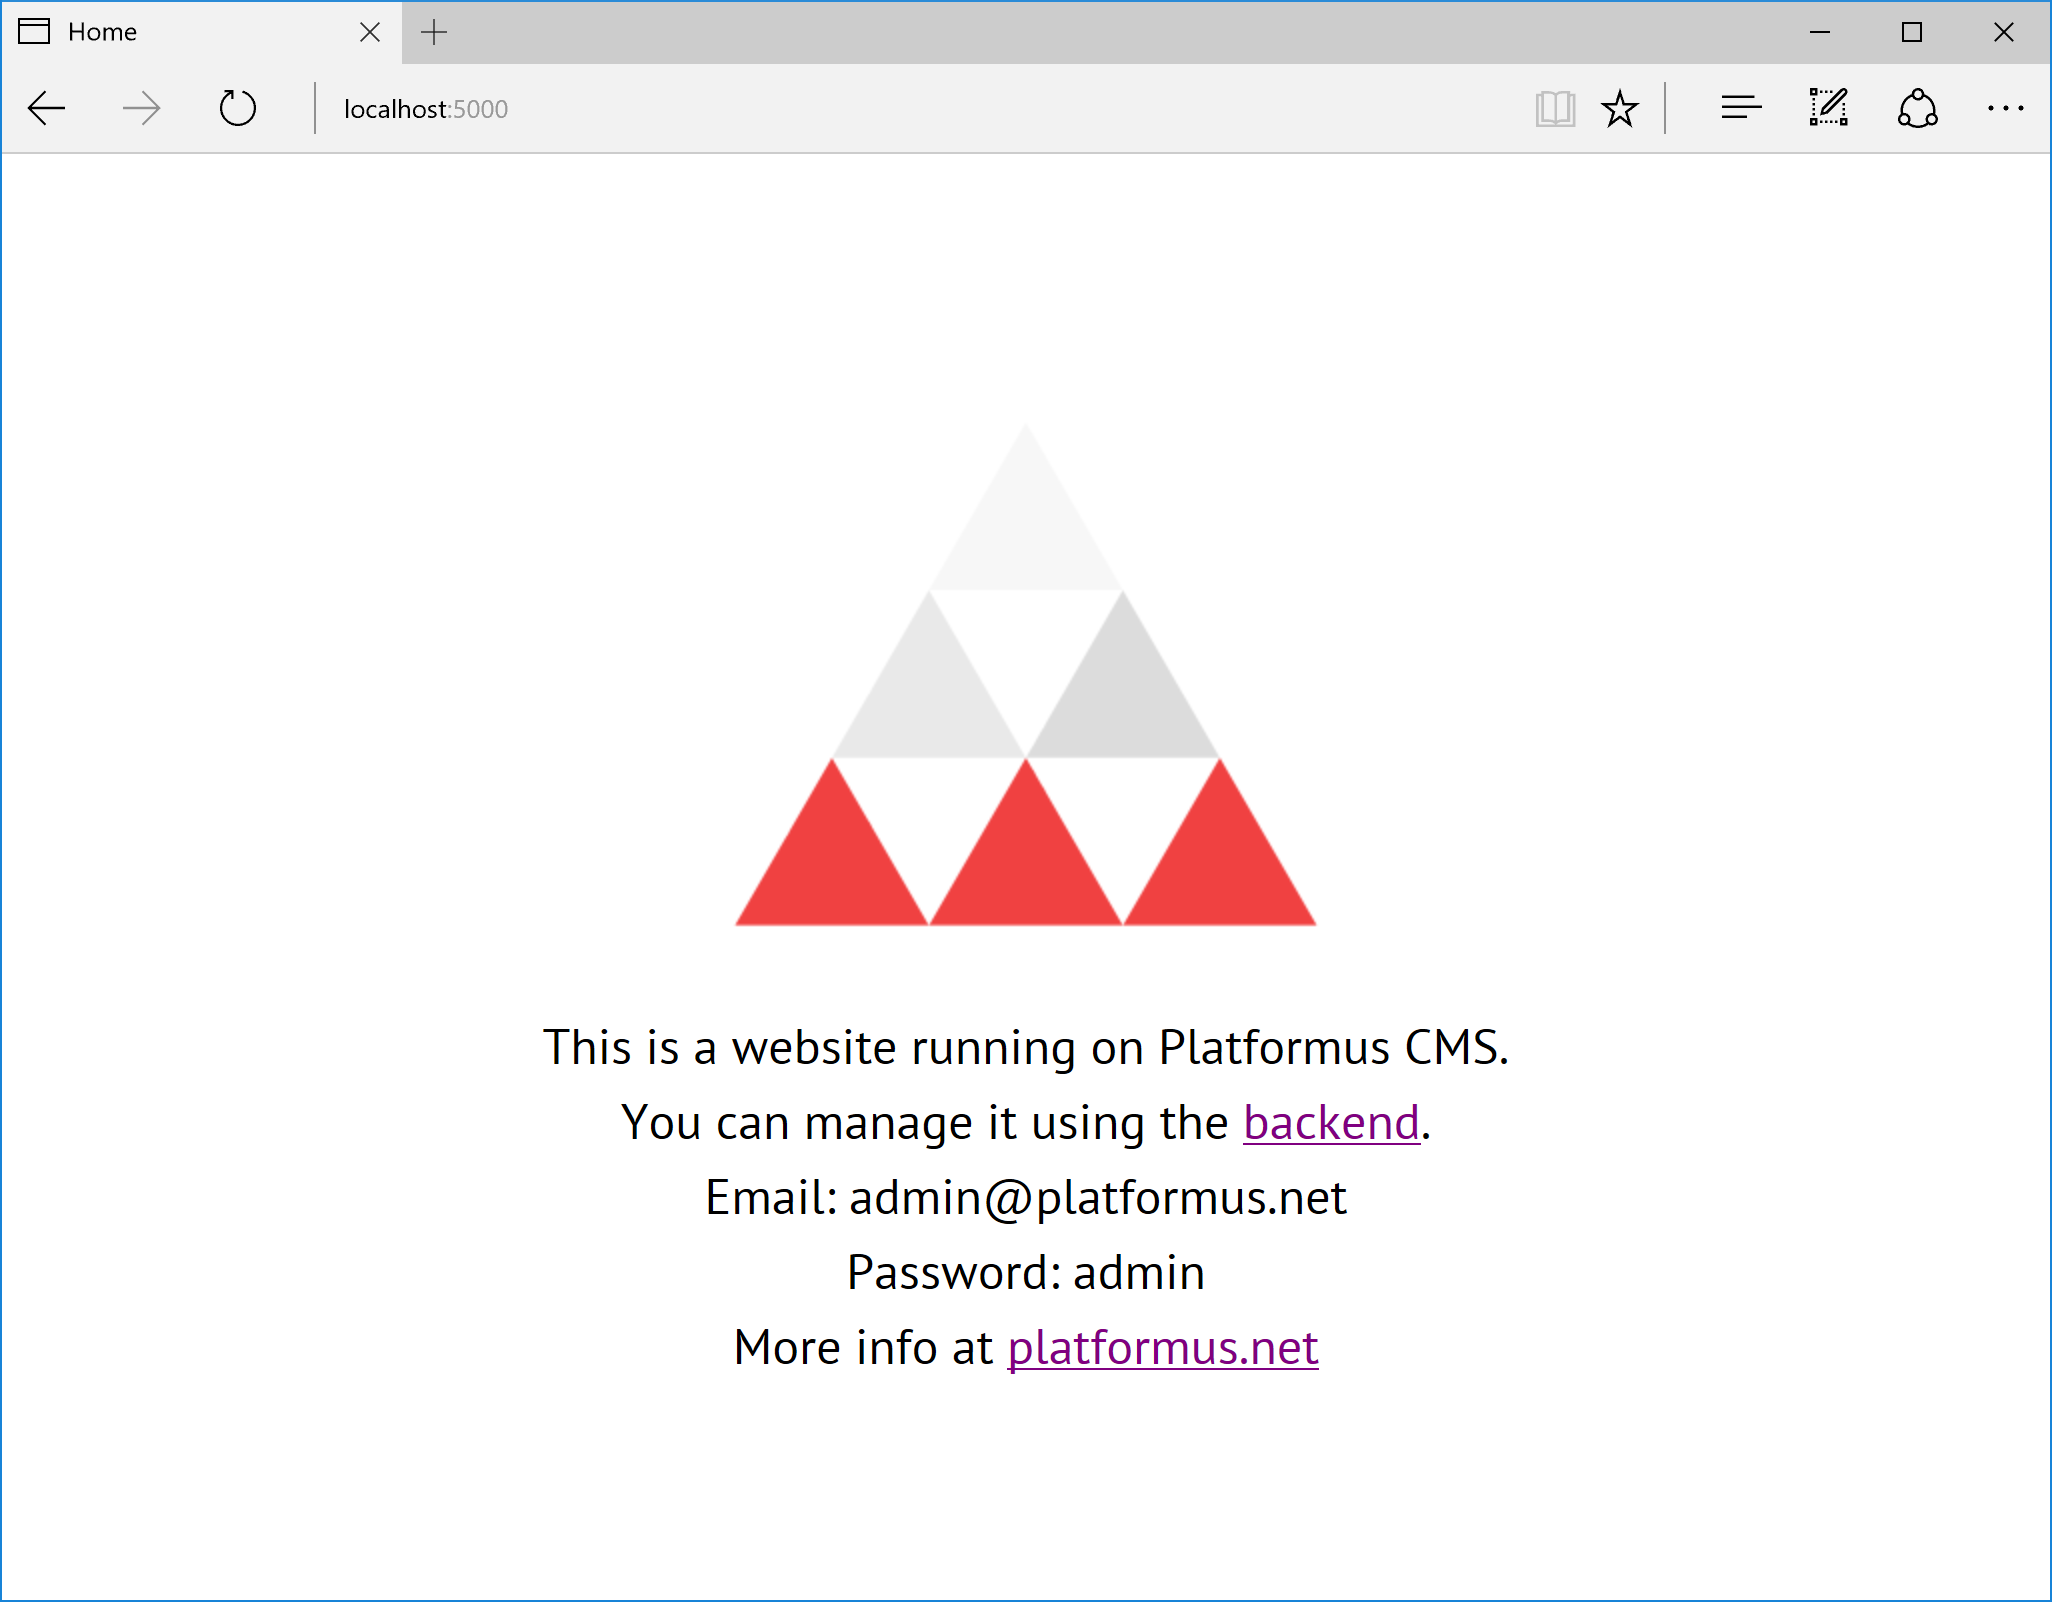 Home
localhost:5000
This is a website running on Platformus CMS.
You can manage it using the backend.
Email: admin@platformus.net
Password: admin
More info at platformus.net